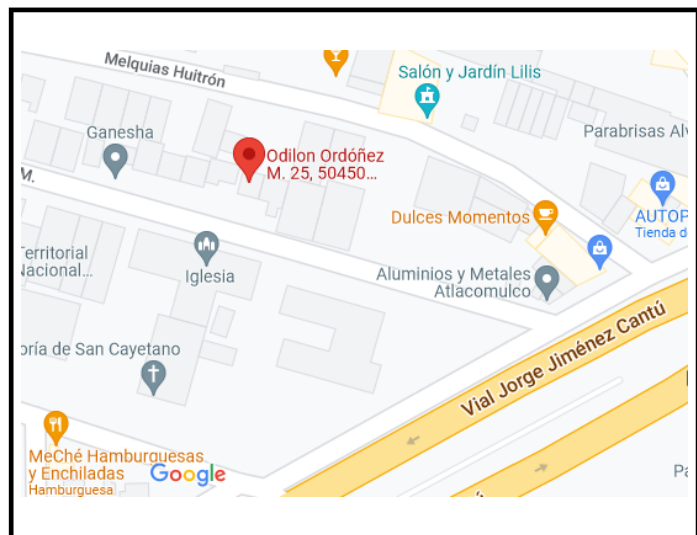 Melquias Huitrón
Salón y Jardín Lilis
Ganesha
Parabrisas Alv
Odilon Ordóñez
M. 25, 50450...
M.
AUTOP
Tienda d
Dulces Momentos
Territorial
Nacional...
Iglesia
Aluminios y Metales
Atlacomulco
oría de San Cayetano
Vial Jorge Jiménez Cantú
MeChé Hamburguesas
y Enchiladas
Hamburguesa
Google
Pa